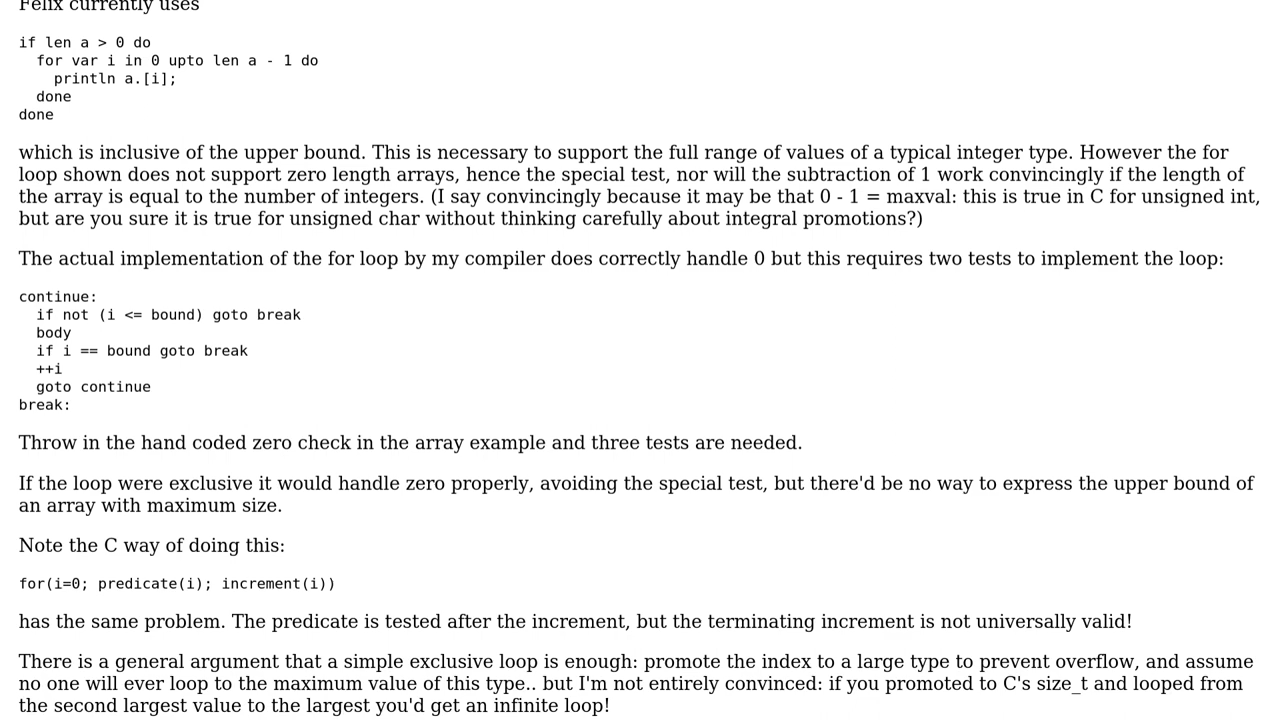 Felix currently uses
if len a > 0 do
  for var i in 0 upto len a - 1 do
    println a.[i];
  done
done
which is inclusive of the upper bound. This is necessary to support the full range of values of a typical integer type. However the for
loop shown does not support zero length arrays, hence the special test, nor will the subtraction of 1 work convincingly if the length of
the array is equal to the number of integers. (I say convincingly because it may be that 0 - 1 = maxval: this is true in C for unsigned int,
but are you sure it is true for unsigned char without thinking carefully about integral promotions?)
The actual implementation of the for loop by my compiler does correctly handle 0 but this requires two tests to implement the loop:
continue:
  if not (i <= bound) goto break
  body
  if i == bound goto break
  ++i
  goto continue
break:
Throw in the hand coded zero check in the array example and three tests are needed.
If the loop were exclusive it would handle zero properly, avoiding the special test, but there'd be no way to express the upper bound of
an array with maximum size.
Note the C way of doing this:
for(i=0; predicate(i); increment(i))
has the same problem. The predicate is tested after the increment, but the terminating increment is not universally valid!
There is a general argument that a simple exclusive loop is enough: promote the index to a large type to prevent overflow, and assume
no one will ever loop to the maximum value of this type.. but I'm not entirely convinced: if you promoted to C's size_t and looped from
the second largest value to the largest you'd get an infinite loop!